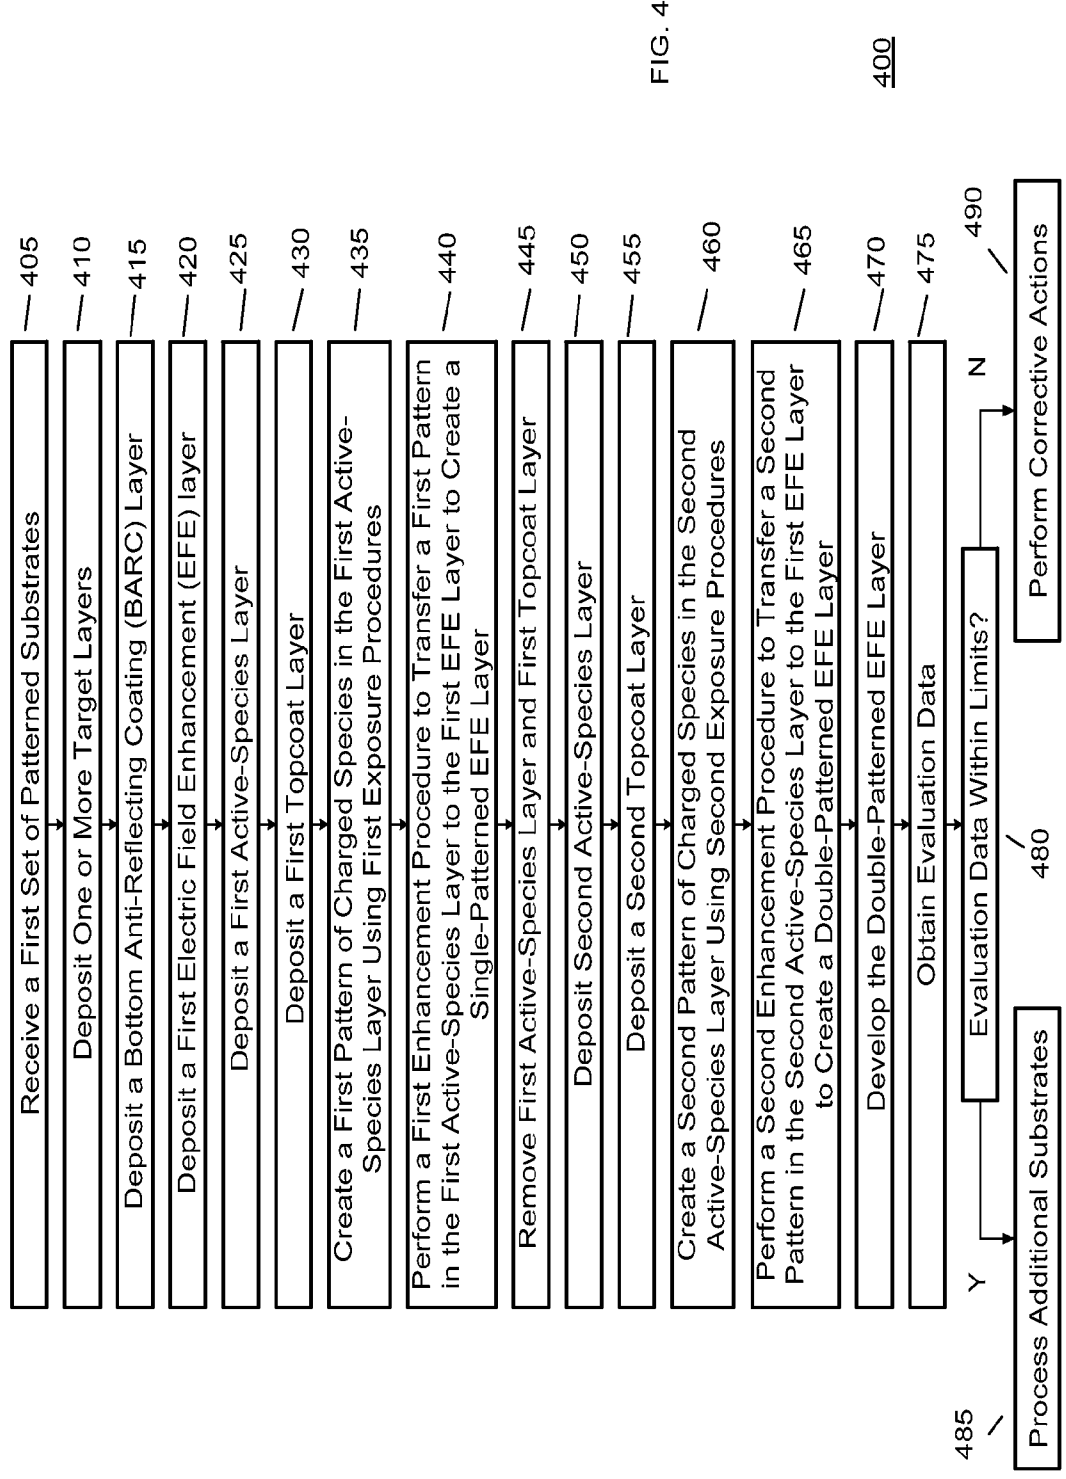 Receive a First Set of Patterned Substrates
405
Deposit One or More Target Layers
410
Deposit a Bottom Anti-Reflecting Coating (BARC) Layer
415
Deposit a First Electric Field Enhancement (EFE) layer
420
Deposit a First Active-Species Layer
425
Deposit a First Topcoat Layer
430
Create a First Pattern of Charged Species in the First Active-
Species Layer Using First Exposure Procedures
435
Perform a First Enhancement Procedure to Transfer a First Pattern
in the First Active-Species Layer to the First EFE Layer to Create a
Single-Patterned EFE Layer
440
Remove First Active-Species Layer and First Topcoat Layer
445
Deposit Second Active-Species Layer
450
Deposit a Second Topcoat Layer
455
Create a Second Pattern of Charged Species in the Second
Active-Species Layer Using Second Exposure Procedures
460
Perform a Second Enhancement Procedure to Transfer a Second
Pattern in the Second Active-Species Layer to the First EFE Layer
to Create a Double-Patterned EFE Layer
465
Develop the Double-Patterned EFE Layer
470
Obtain Evaluation Data
475
Y
Evaluation Data Within Limits?
N
480
485
Process Additional Substrates
490
Perform Corrective Actions
FIG. 4
400